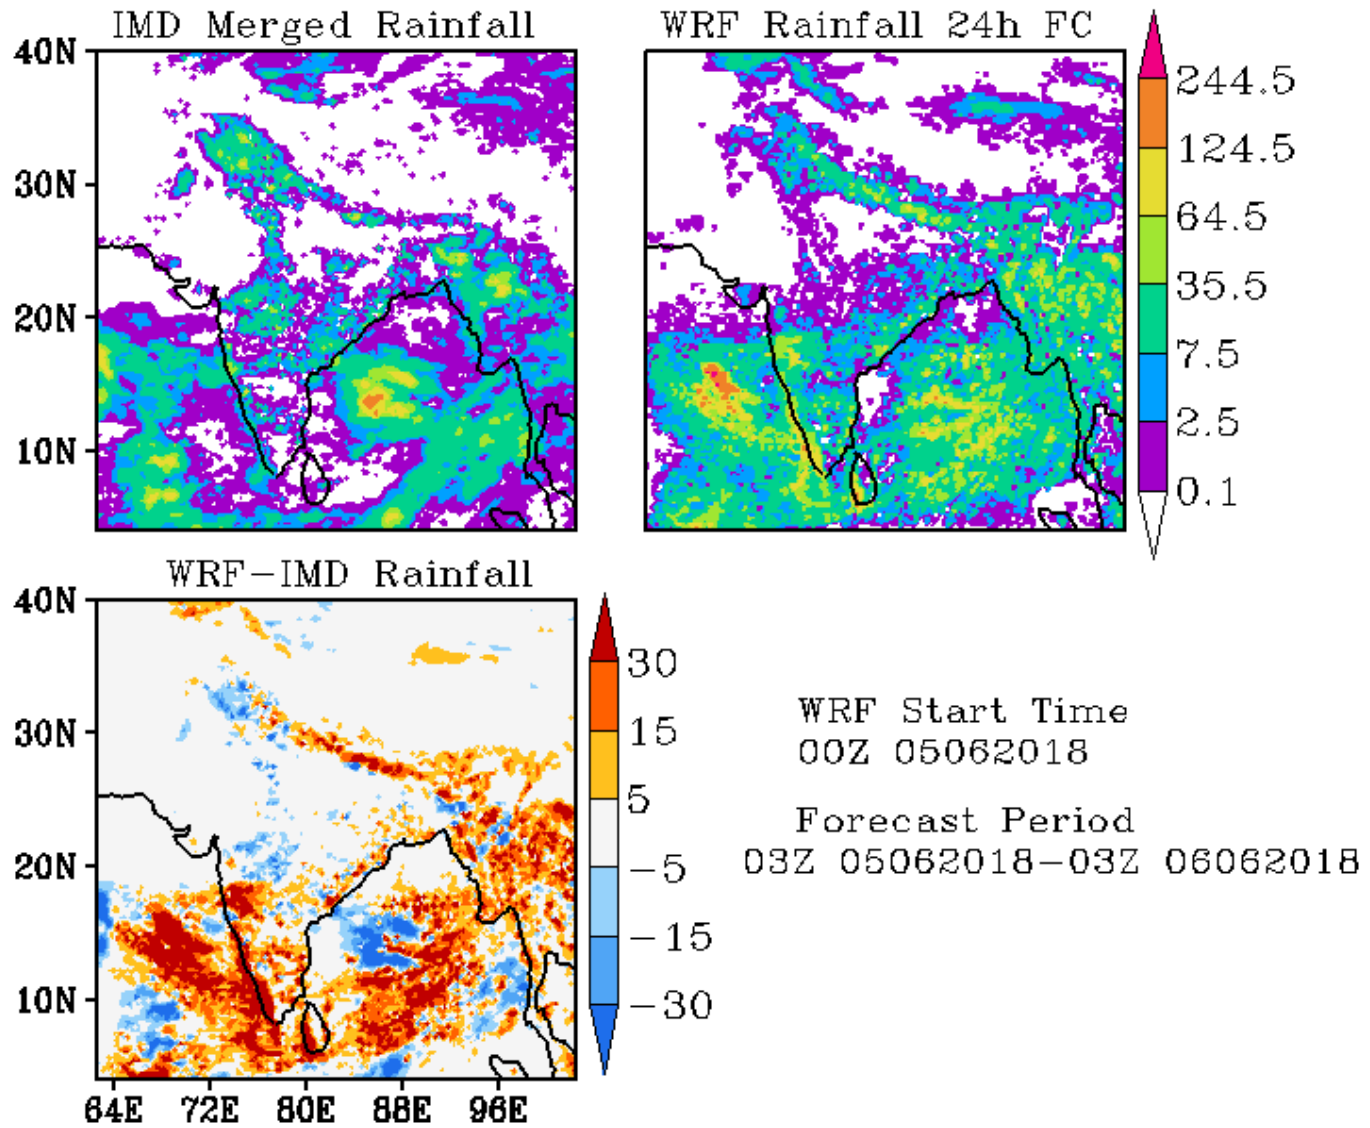 IMD Merged Rainfall
WRF Rainfall 24h FC
40N
30N
20N
10N
244.5
124.5
64.5
35.5
7.5
2.5
0.1
WRF-IMD Rainfall
40N
30N
20N
10N
64E 72E 80E 88E 96E
30
15
5
-5
-15
-30
WRF Start Time
00Z 05062018
Forecast Period
03Z 05062018-03Z 06062018